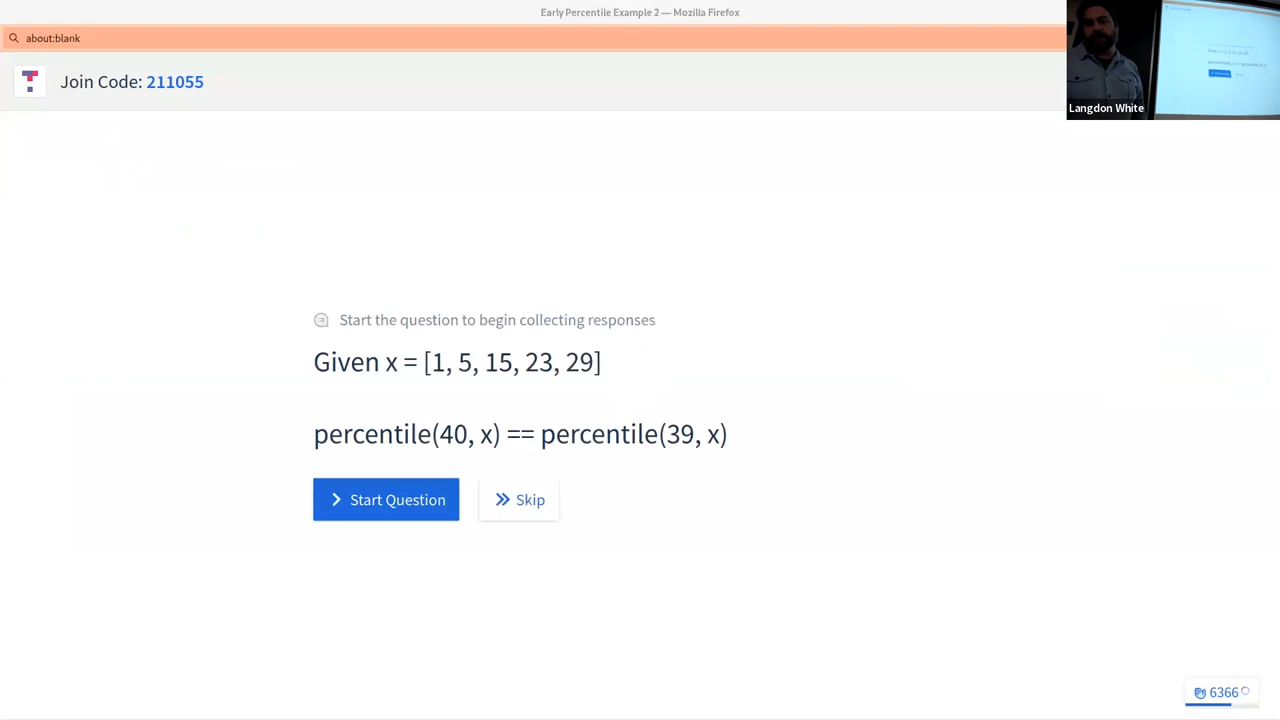 Early Percentile Example 2 — Mozilla Firefox
about:blank
Join Code: 211055
Langdon White
Start the question to begin collecting responses
Given x = [1, 5, 15, 23, 29]
percentile(40, x) == percentile(39, x)
Start Question
Skip
6366